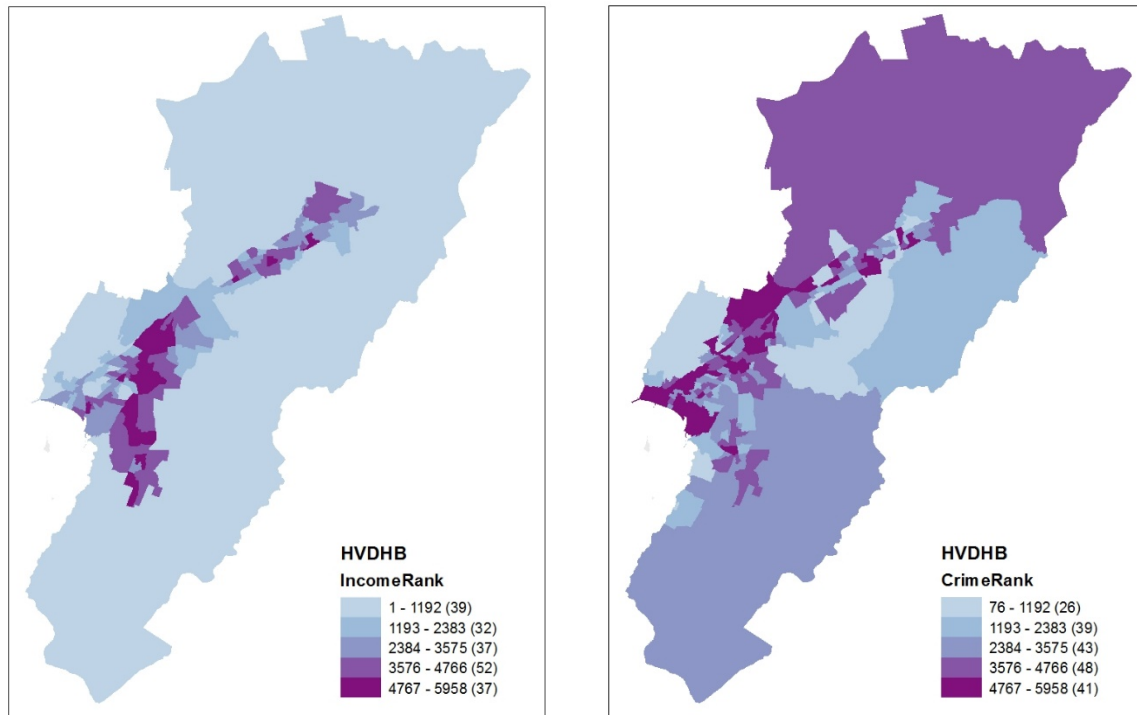 HVDHB
IncomeRank
1 - 1192 (39)
1193 - 2383 (32)
2384 - 3575 (37)
3576 - 4766 (52)
4767 - 5958 (37)
HVDHB
CrimeRank
76 - 1192 (26)
1193 - 2383 (39)
2384 - 3575 (43)
3576 - 4766 (48)
4767 - 5958 (41)